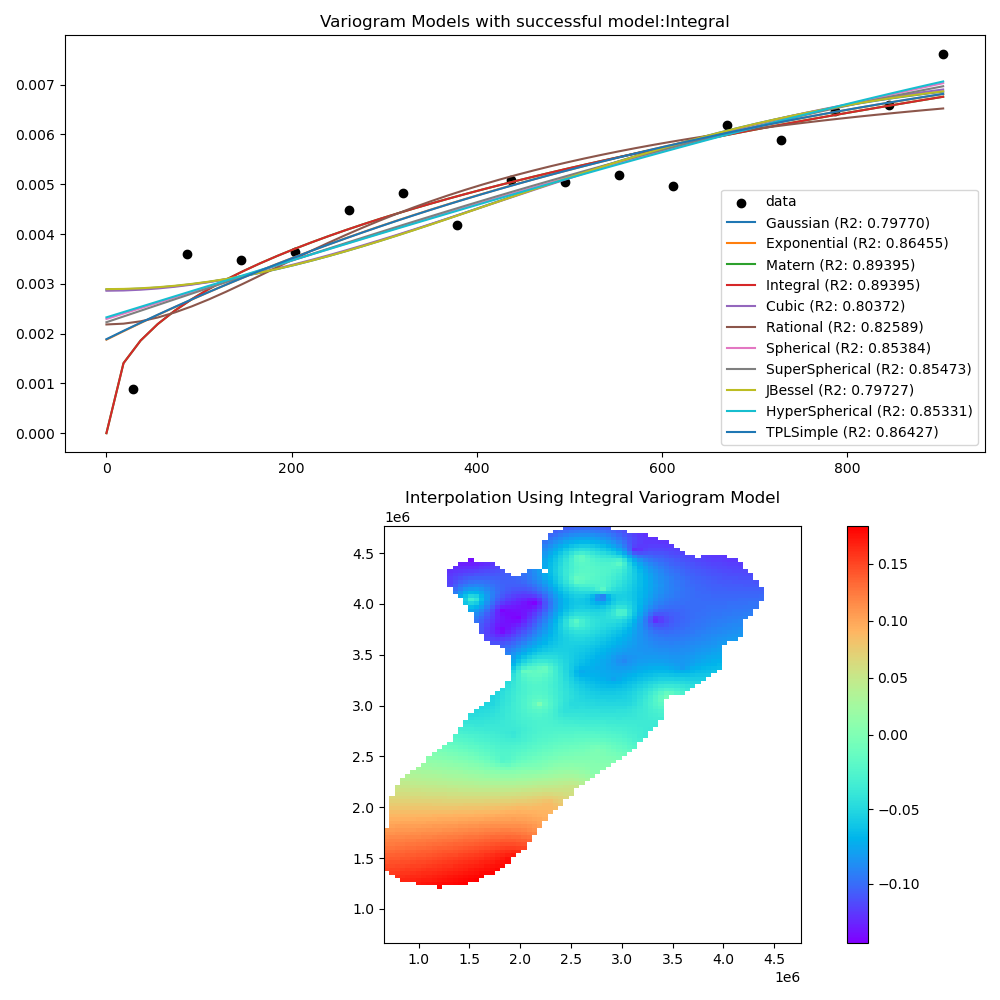 Variogram Models with successful model:Integral
0.007
0.006
0.005
0.004
0.003
0.002
0.001
0.000
data
Gaussian (R2: 0.79770)
Exponential (R2: 0.86455)
Matern (R2: 0.89395)
Integral (R2: 0.89395)
Cubic (R2: 0.80372)
Rational (R2: 0.82589)
Spherical (R2: 0.85384)
SuperSpherical (R2: 0.85473)
JBessel (R2: 0.79727)
HyperSpherical (R2: 0.85331)
TPLSimple (R2: 0.86427)
0 200 400 600 800
Interpolation Using Integral Variogram Model
1e6
4.5
4.0
3.5
3.0
2.5
2.0
1.5
1.0
1.0 1.5 2.0 2.5 3.0 3.5 4.0 4.5
1e6
0.15
0.10
0.05
0.00
−0.05
−0.10